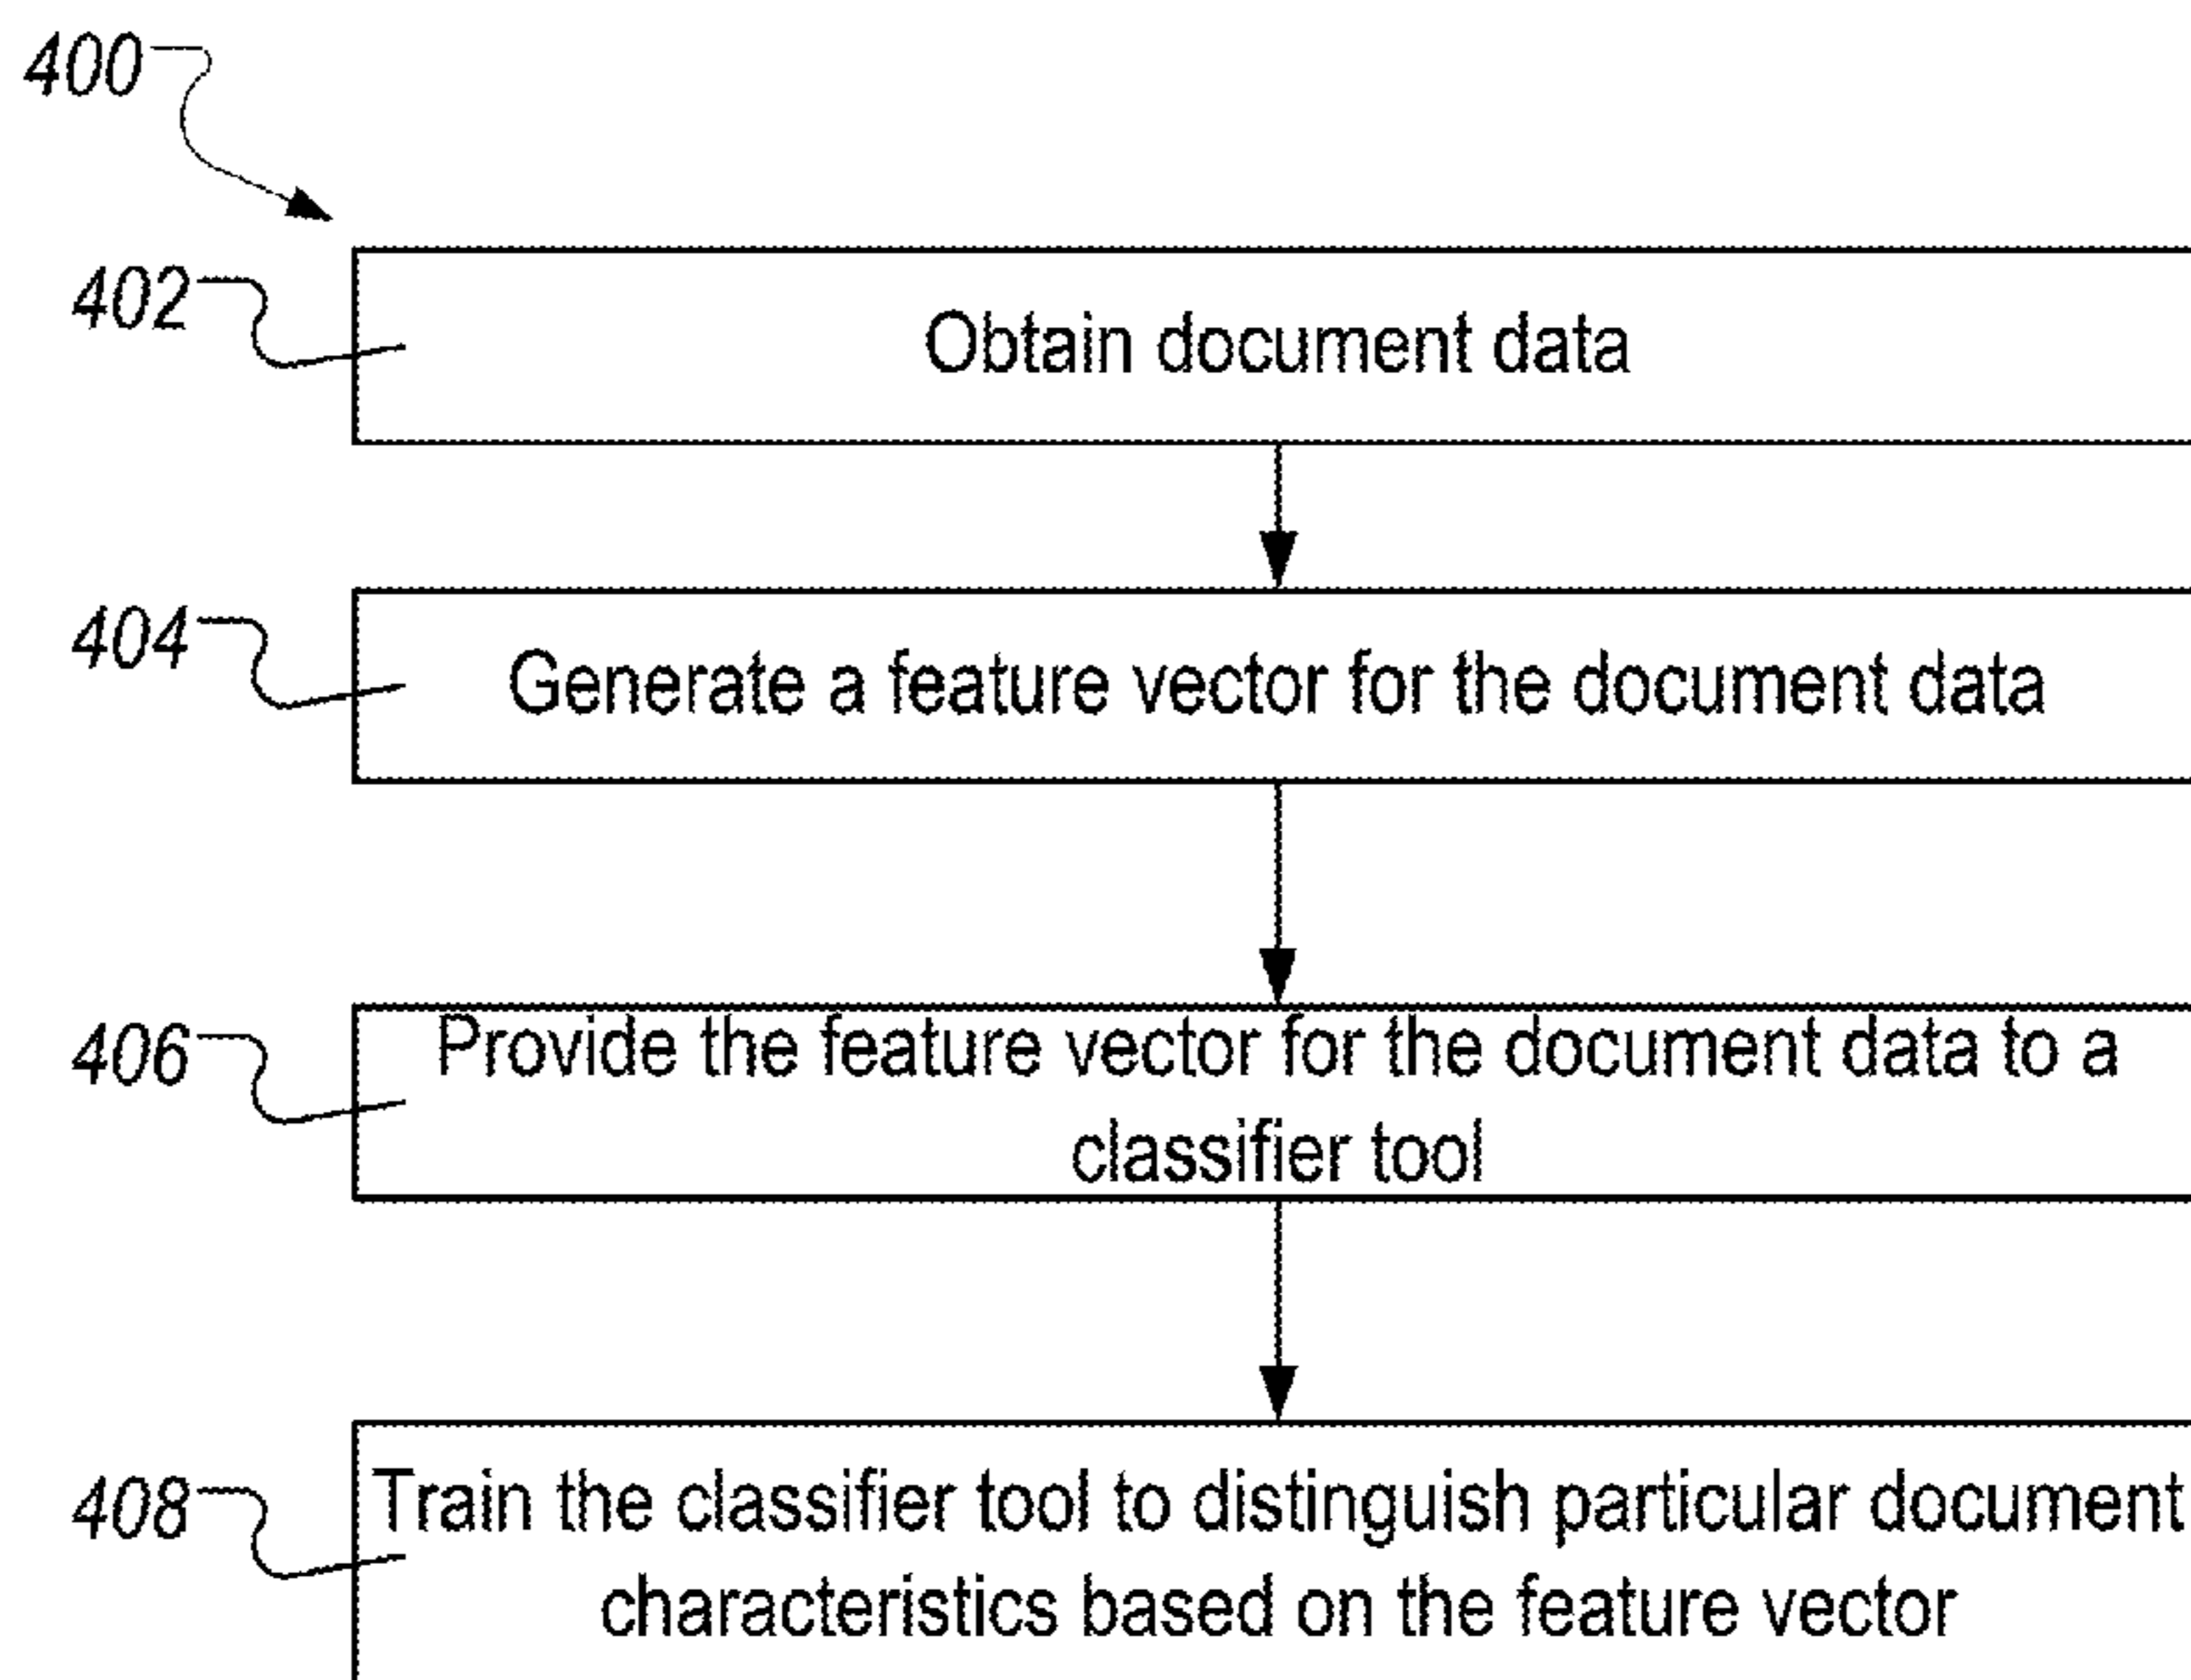 400
402
Obtain document data
404
Generate a feature vector for the document data
406
Provide the feature vector for the document data to a
classifier tool
408
Train the classifier tool to distinguish particular document
characteristics based on the feature vector